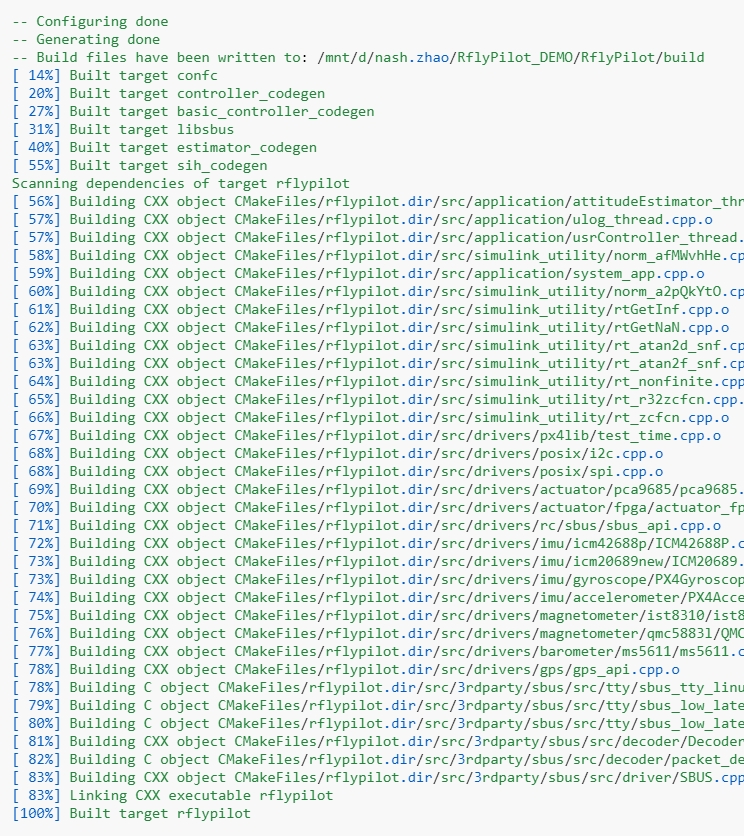 -- Configuring done
-- Generating done
-- Build files have been written to: /mnt/d/nash.zhao/RflyPilot_DEMO/RflyPilot/build
[ 14%] Built target confc
[ 20%] Built target controller_codegen
[ 27%] Built target basic_controller_codegen
[ 31%] Built target libsbus
[ 40%] Built target estimator_codegen
[ 55%] Built target sih_codegen
Scanning dependencies of target rflypilot
[ 56%] Building CXX object CMakeFiles/rflypilot.dir/src/application/attitudeEstimator_thr
[ 57%] Building CXX object CMakeFiles/rflypilot.dir/src/application/ulog_thread.cpp.o
[ 57%] Building CXX object CMakeFiles/rflypilot.dir/src/application/usrController_thread.
[ 58%] Building CXX object CMakeFiles/rflypilot.dir/src/simulink_utility/norm_afMWvhHe.cp
[ 59%] Building CXX object CMakeFiles/rflypilot.dir/src/application/system_app.cpp.o
[ 60%] Building CXX object CMakeFiles/rflypilot.dir/src/simulink_utility/norm_a2pQkYtO.cp
[ 61%] Building CXX object CMakeFiles/rflypilot.dir/src/simulink_utility/rtGetInf.cpp.o
[ 62%] Building CXX object CMakeFiles/rflypilot.dir/src/simulink_utility/rtGetNaN.cpp.o
[ 63%] Building CXX object CMakeFiles/rflypilot.dir/src/simulink_utility/rt_atan2d_snf.cp
[ 63%] Building CXX object CMakeFiles/rflypilot.dir/src/simulink_utility/rt_atan2f_snf.cp
[ 64%] Building CXX object CMakeFiles/rflypilot.dir/src/simulink_utility/rt_nonfinite.cpp
[ 65%] Building CXX object CMakeFiles/rflypilot.dir/src/simulink_utility/rt_r32zcfcn.cpp.
[ 66%] Building CXX object CMakeFiles/rflypilot.dir/src/simulink_utility/rt_zcfcn.cpp.o
[ 67%] Building CXX object CMakeFiles/rflypilot.dir/src/drivers/px4lib/test_time.cpp.o
[ 68%] Building CXX object CMakeFiles/rflypilot.dir/src/drivers/posix/i2c.cpp.o
[ 68%] Building CXX object CMakeFiles/rflypilot.dir/src/drivers/posix/spi.cpp.o
[ 69%] Building CXX object CMakeFiles/rflypilot.dir/src/drivers/actuator/pca9685/pca9685.
[ 70%] Building CXX object CMakeFiles/rflypilot.dir/src/drivers/actuator/fpga/actuator_fp
[ 71%] Building CXX object CMakeFiles/rflypilot.dir/src/drivers/rc/sbus/sbus_api.cpp.o
[ 72%] Building CXX object CMakeFiles/rflypilot.dir/src/drivers/imu/icm42688p/ICM42688P.c
[ 73%] Building CXX object CMakeFiles/rflypilot.dir/src/drivers/imu/icm20689new/ICM20689.
[ 73%] Building CXX object CMakeFiles/rflypilot.dir/src/drivers/imu/gyroscope/PX4Gyroscop
[ 74%] Building CXX object CMakeFiles/rflypilot.dir/src/drivers/imu/accelerometer/PX4Acce
[ 75%] Building CXX object CMakeFiles/rflypilot.dir/src/drivers/magnetometer/ist8310/ist8
[ 76%] Building CXX object CMakeFiles/rflypilot.dir/src/drivers/magnetometer/qmc5883l/QMC
[ 77%] Building CXX object CMakeFiles/rflypilot.dir/src/drivers/barometer/ms5611/ms5611.c
[ 78%] Building CXX object CMakeFiles/rflypilot.dir/src/drivers/gps/gps_api.cpp.o
[ 78%] Building C object CMakeFiles/rflypilot.dir/src/3rdparty/sbus/src/tty/sbus_tty_linu
[ 79%] Building C object CMakeFiles/rflypilot.dir/src/3rdparty/sbus/src/tty/sbus_low_late
[ 80%] Building C object CMakeFiles/rflypilot.dir/src/3rdparty/sbus/src/tty/sbus_low_late
[ 81%] Building CXX object CMakeFiles/rflypilot.dir/src/3rdparty/sbus/src/decoder/Decoder
[ 82%] Building C object CMakeFiles/rflypilot.dir/src/3rdparty/sbus/src/decoder/packet_de
[ 83%] Building CXX object CMakeFiles/rflypilot.dir/src/3rdparty/sbus/src/driver/SBUS.cpp
[ 83%] Linking CXX executable rflypilot
[100%] Built target rflypilot